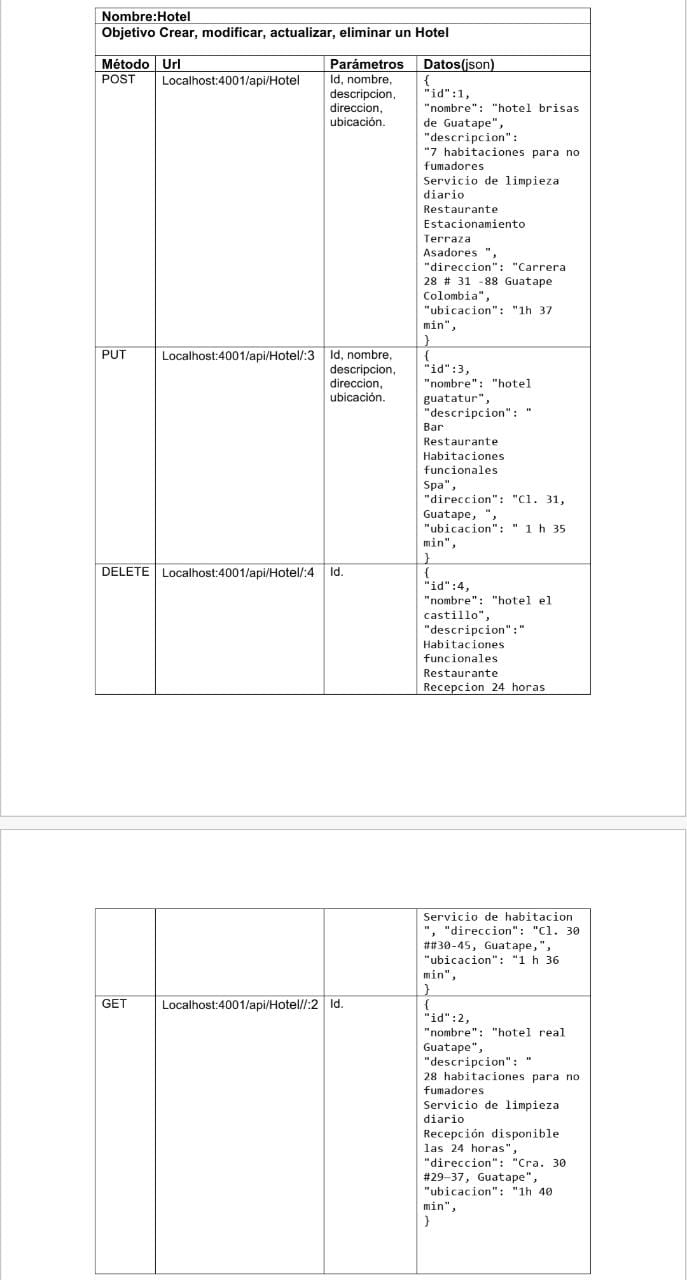 Nombre:Hotel
Objetivo Crear, modificar, actualizar, eliminar un Hotel
Método Url Parámetros Datos(json)
POST Localhost:4001/api/Hotel Id, nombre,
descripcion,
direccion,
ubicación.
{
"id":1,
"nombre": "hotel brisas
de Guatape",
"descripcion":
"7 habitaciones para no
fumadores
Servicio de limpieza
diario
Restaurante
Estacionamiento
Terraza
Asadores ",
"direccion": "Carrera
28 # 31 -88 Guatape
Colombia",
"ubicacion": "1h 37
min",
}
PUT Localhost:4001/api/Hotel/:3 Id, nombre,
descripcion,
direccion,
ubicación.
{
"id":3,
"nombre": "hotel
guatatur",
"descripcion": "
Bar
Restaurante
Habitaciones
funcionales
Spa",
"direccion": "Cl. 31,
Guatape, ",
"ubicacion": " 1 h 35
min",
}
DELETE Localhost:4001/api/Hotel/:4 Id.
{
"id":4,
"nombre": "hotel el
castillo",
"descripcion":"
Habitaciones
funcionales
Restaurante
Recepcion 24 horas
Servicio de habitacion
", "direccion": "Cl. 30
##30-45, Guatape,",
"ubicacion": "1 h 36
min",
}
GET Localhost:4001/api/Hotel//:2 Id.
{
"id":2,
"nombre": "hotel real
Guatape",
"descripcion": "
28 habitaciones para no
fumadores
Servicio de limpieza
diario
Recepción disponible
las 24 horas",
"direccion": "Cra. 30
#29–37, Guatape",
"ubicacion": "1h 40
min",
}